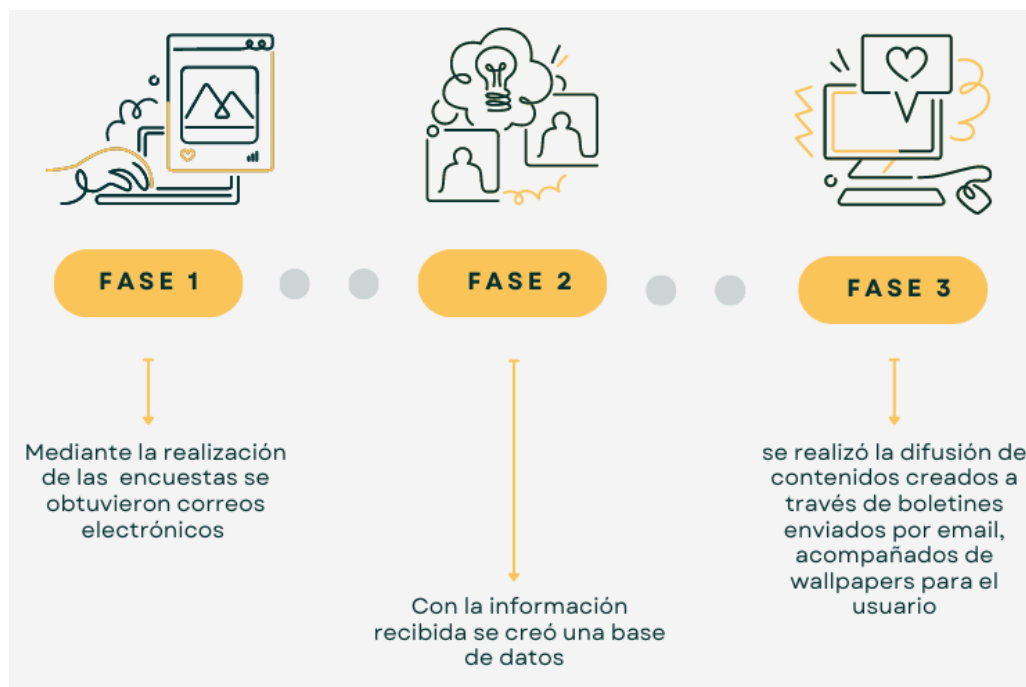 FASE 1
FASE 2
FASE 3
Mediante la realización
de las encuestas se
obtuvieron correos
electrónicos
Con la información
recibida se creó una base
de datos
se realizó la difusión de
contenidos creados a
través de boletines
enviados por email,
acompañados de
wallpapers para el
usuario